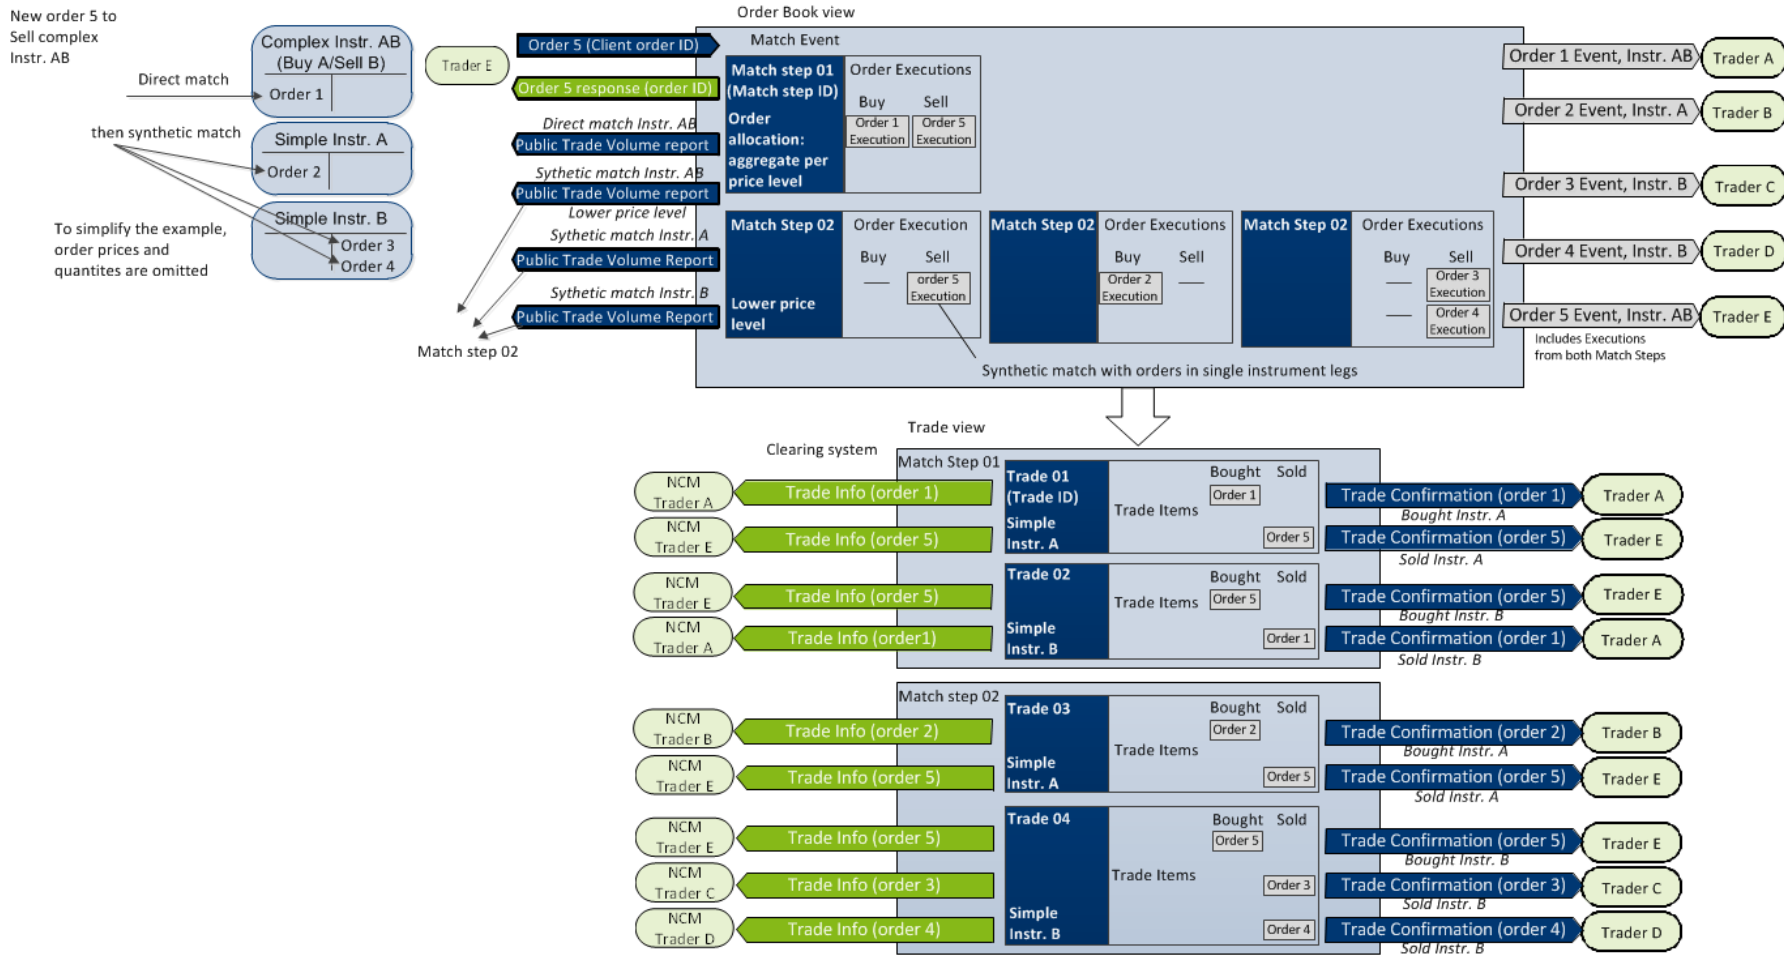 New order 5 to
Sell complex
Instr. AB
Direct match
then synthetic match
To simplify the example,
order prices and
quantites are omitted
Complex Instr. AB
(Buy A/Sell B)
Order 1
Simple Instr. A
Order 2
Simple Instr. B
Order 3
Order 4
Trader E
Order 5 (Client order ID)
Order 5 response (order ID)
Direct match Instr. AB
Public Trade Volume report
Sythetic match Instr. AB
Public Trade Volume report
Lower price level
Sythetic match Instr. A
Public Trade Volume Report
Sythetic match Instr. B
Public Trade Volume Report
Match step 02
Order Book view
Match Event
Match step 01
(Match step ID)
Order
allocation:
aggregate per
price level
Order Executions
Buy Sell
Order 1
Execution
Order 5
Execution
Match Step 02
Lower price
level
Order Execution
Buy Sell
order 5
Execution
Match Step 02
Order Executions
Buy Sell
Order 2
Execution
Match Step 02
Order Executions
Buy Sell
Order 3
Execution
Order 4
Execution
Synthetic match with orders in single instrument legs
Order 1 Event, Instr. AB
Trader A
Order 2 Event, Instr. A
Trader B
Order 3 Event, Instr. B
Trader C
Order 4 Event, Instr. B
Trader D
Order 5 Event, Instr. AB
Trader E
Includes Executions
from both Match Steps
Trade view
Clearing system
Match Step 01
NCM
Trader A
Trade Info (order 1)
NCM
Trader E
Trade Info (order 5)
Trade 01
(Trade ID)
Simple
Instr. A
Trade Items
Bought Sold
Order 1
Order 5
Trade Confirmation (order 1)
Trader A
Bought Instr. A
Trade Confirmation (order 5)
Trader E
Sold Instr. A
NCM
Trader E
Trade Info (order 5)
NCM
Trader A
Trade Info (order1)
Trade 02
Simple
Instr. B
Trade Items
Bought Sold
Order 5
Order 1
Trade Confirmation (order 5)
Trader E
Bought Instr. B
Trade Confirmation (order 1)
Trader A
Sold Instr. B
Match step 02
NCM
Trader B
Trade Info (order 2)
NCM
Trader E
Trade Info (order 5)
Trade 03
Simple
Instr. A
Trade Items
Bought Sold
Order 2
Order 5
Trade Confirmation (order 2)
Trader B
Bought Instr. A
Trade Confirmation (order 5)
Trader E
Sold Instr. A
NCM
Trader E
Trade Info (order 5)
NCM
Trader C
Trade Info (order 3)
NCM
Trader D
Trade Info (order 4)
Trade 04
Simple
Instr. B
Trade Items
Bought Sold
Order 5
Order 3
Order 4
Trade Confirmation (order 5)
Trader E
Bought Instr. B
Trade Confirmation (order 3)
Trader C
Sold Instr. B
Trade Confirmation (order 4)
Trader D
Sold Instr. B